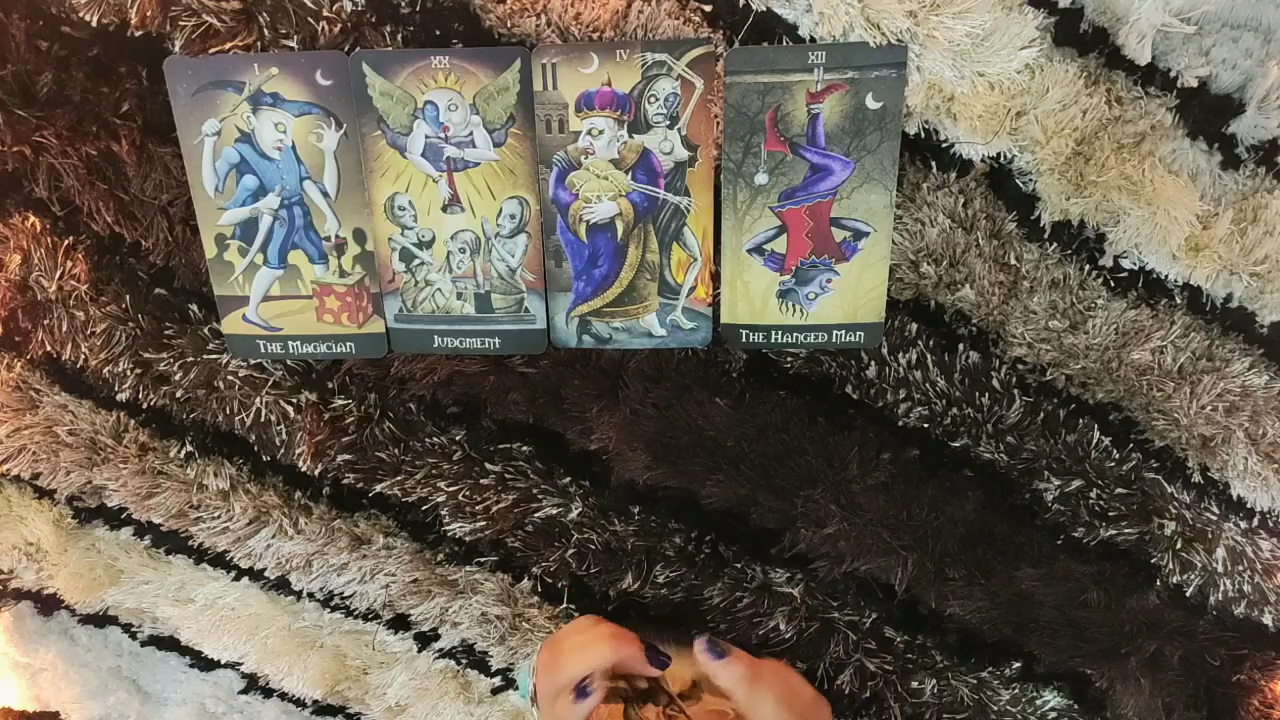 I
XX
IV
XII
THE MAGICIAN
JUDGMENT
THE HANGED MAN